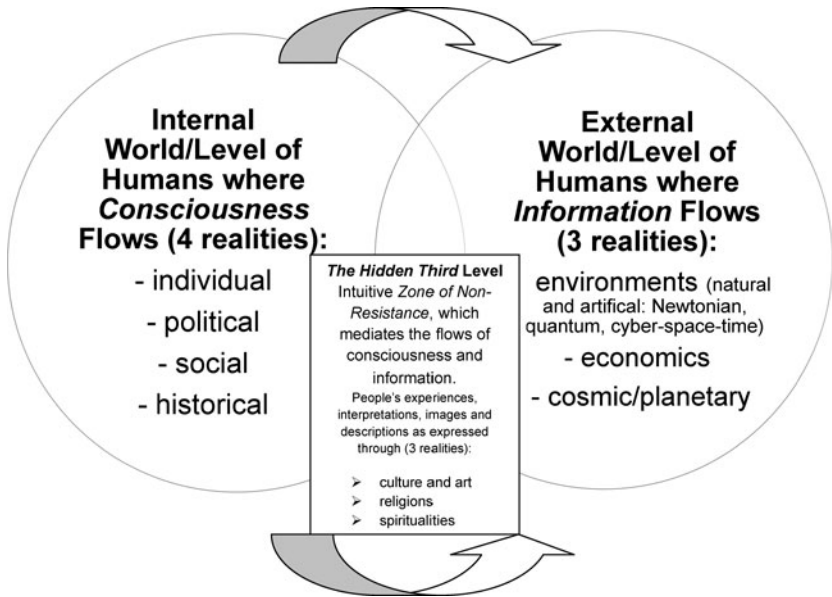 Internal
World/Level of
Humans where
Consciousness
Flows (4 realities):
- individual
- political
- social
- historical
The Hidden Third Level
Intuitive Zone of Non-
Resistance, which
mediates the flows of
consciousness and
information.
People's experiences,
interpretations, images and
descriptions as expressed
through (3 realities):
➢ culture and art
➢ religions
➢ spiritualities
External
World/Level of
Humans where
Information Flows
(3 realities):
environments (natural
and artifical: Newtonian,
quantum, cyber-space-time)
- economics
- cosmic/planetary